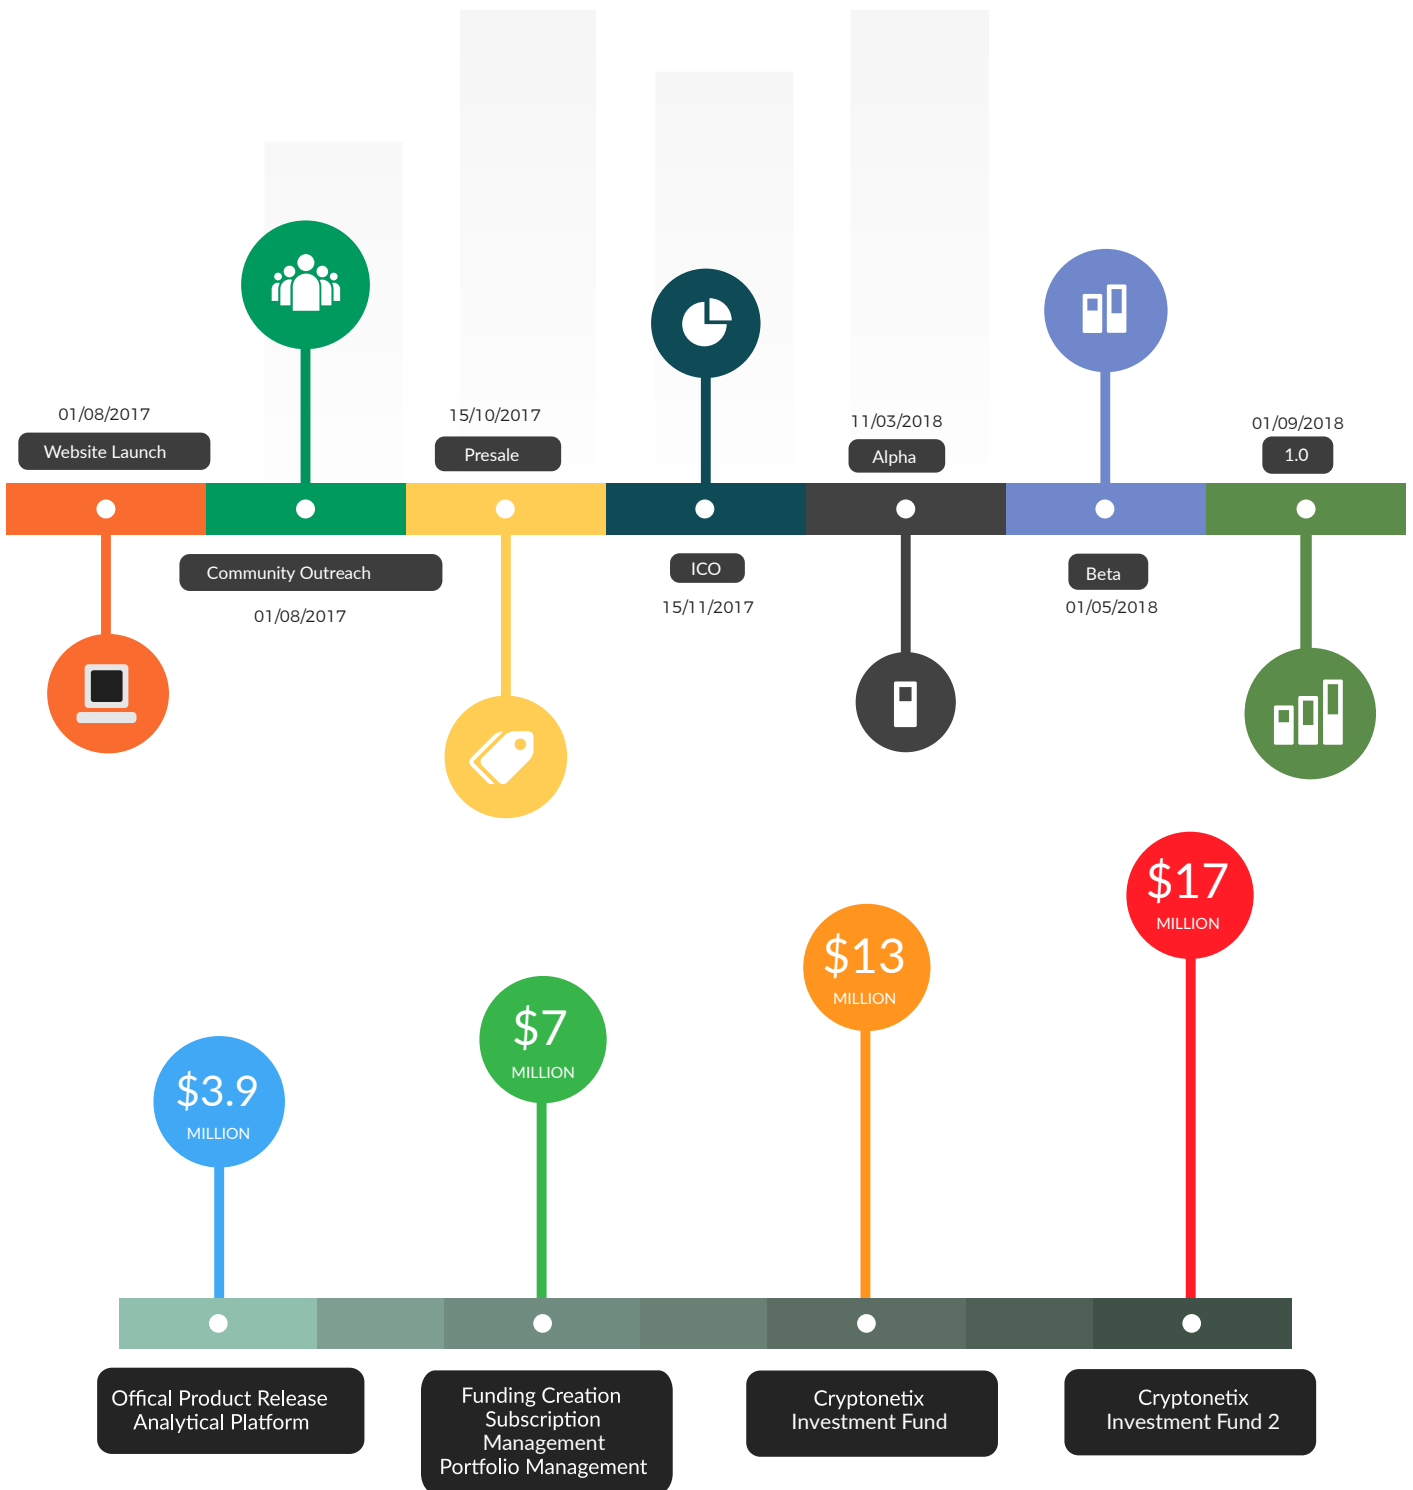 01/08/2017
Website Launch
Community Outreach
01/08/2017
15/10/2017
Presale
ICO
15/11/2017
11/03/2018
Alpha
Beta
01/05/2018
01/09/2018
1.0
$3.9
MILLION
$7
MILLION
$13
MILLION
$17
MILLION
Offical Product Release
Analytical Platform
Funding Creation
Subscription
Management
Portfolio Management
Cryptonetix
Investment Fund
Cryptonetix
Investment Fund 2